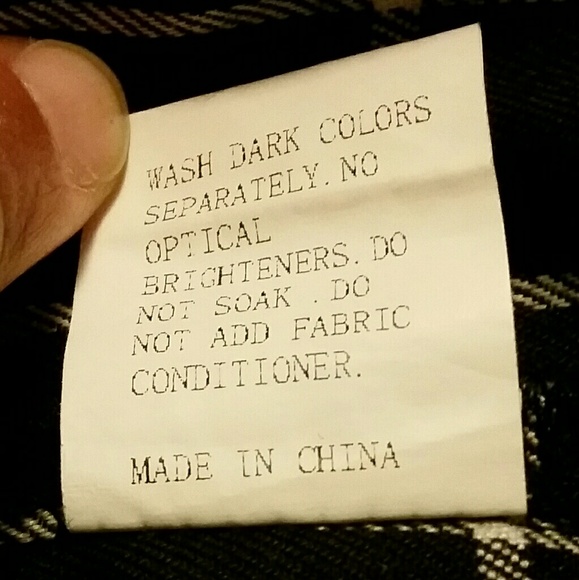 WASH DARK COLORS
SEPARATELY. NO
OPTICAL
BRIGHTENERS. DO
NOT SOAK . DO
NOT ADD FABRIC
CONDITIONER.
MADE IN CHINA